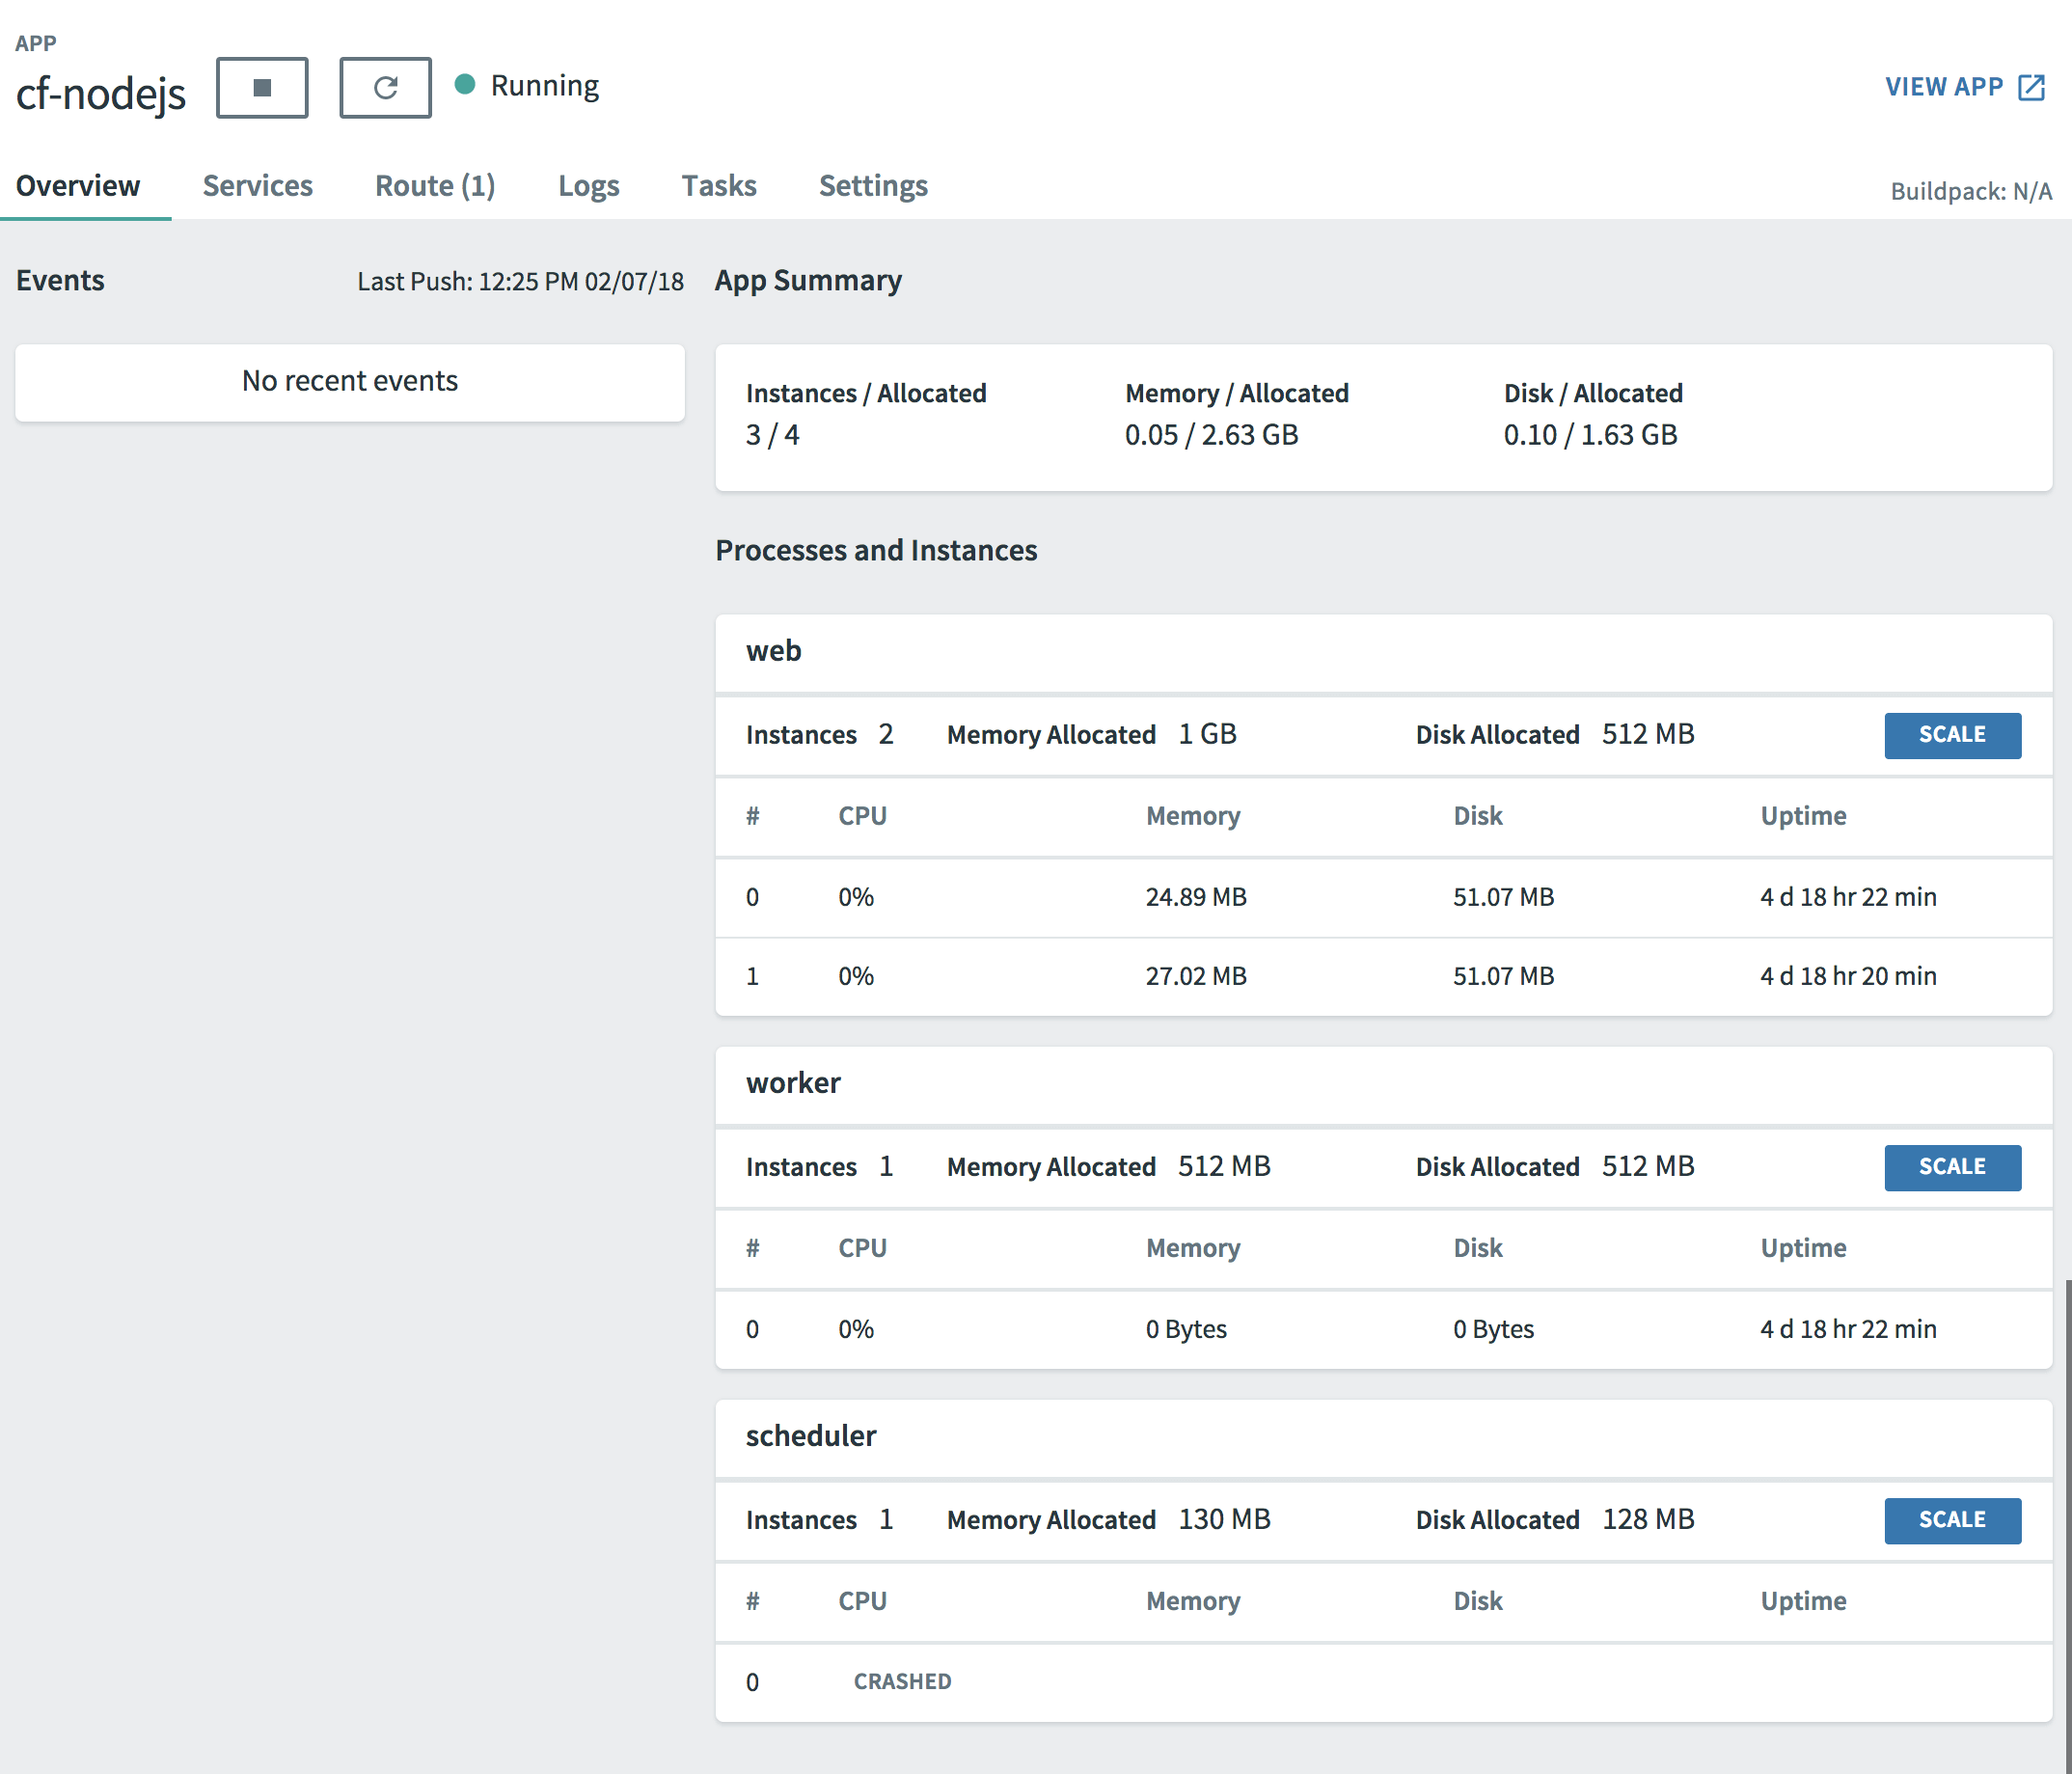 APP
cf-nodejs Running VIEW APP
Overview Services Route (1) Logs Tasks Settings Buildpack: N/A
Events Last Push: 12:25 PM 02/07/18
No recent events
App Summary
Instances / Allocated Memory / Allocated Disk / Allocated
3 / 4 0.05 / 2.63 GB 0.10 / 1.63 GB
Processes and Instances
web
Instances 2 Memory Allocated 1 GB Disk Allocated 512 MB SCALE
# CPU Memory Disk Uptime
0 0% 24.89 MB 51.07 MB 4 d 18 hr 22 min
1 0% 27.02 MB 51.07 MB 4 d 18 hr 20 min
worker
Instances 1 Memory Allocated 512 MB Disk Allocated 512 MB SCALE
# CPU Memory Disk Uptime
0 0% 0 Bytes 0 Bytes 4 d 18 hr 22 min
scheduler
Instances 1 Memory Allocated 130 MB Disk Allocated 128 MB SCALE
# CPU Memory Disk Uptime
0 CRASHED